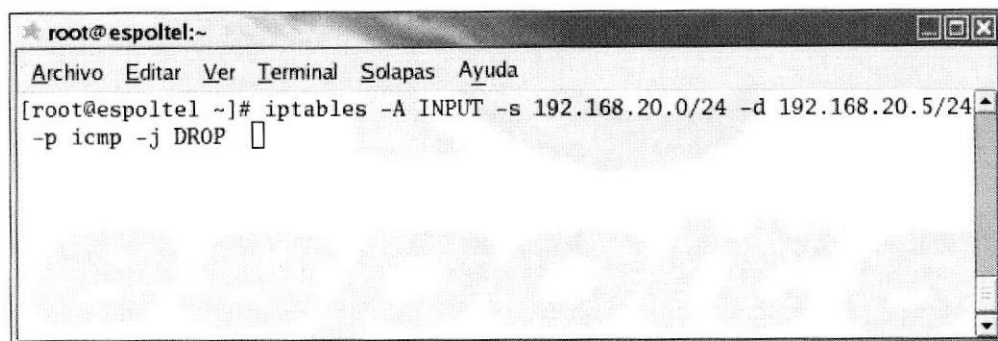 root@espoltel:~
Archivo Editar Ver Terminal Solapas Ayuda
[root@espoltel ~]# iptables -A INPUT -s 192.168.20.0/24 -d 192.168.20.5/24
-p icmp -j DROP